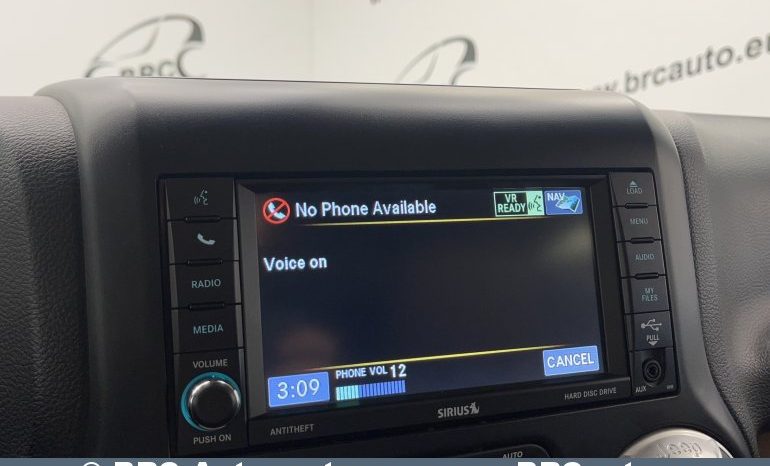 BRC
www.brcauto.eu
No Phone Available
VR READY
NAV
Voice on
CANCEL
3:09
PHONE VOL 12
RADIO
MEDIA
VOLUME
PUSH ON
ANTITHEFT
SIRIUS
HARD DISC DRIVE
LOAD
MENU
AUDIO
MY
FILES
PULL
AUX
AUTO
Jeep